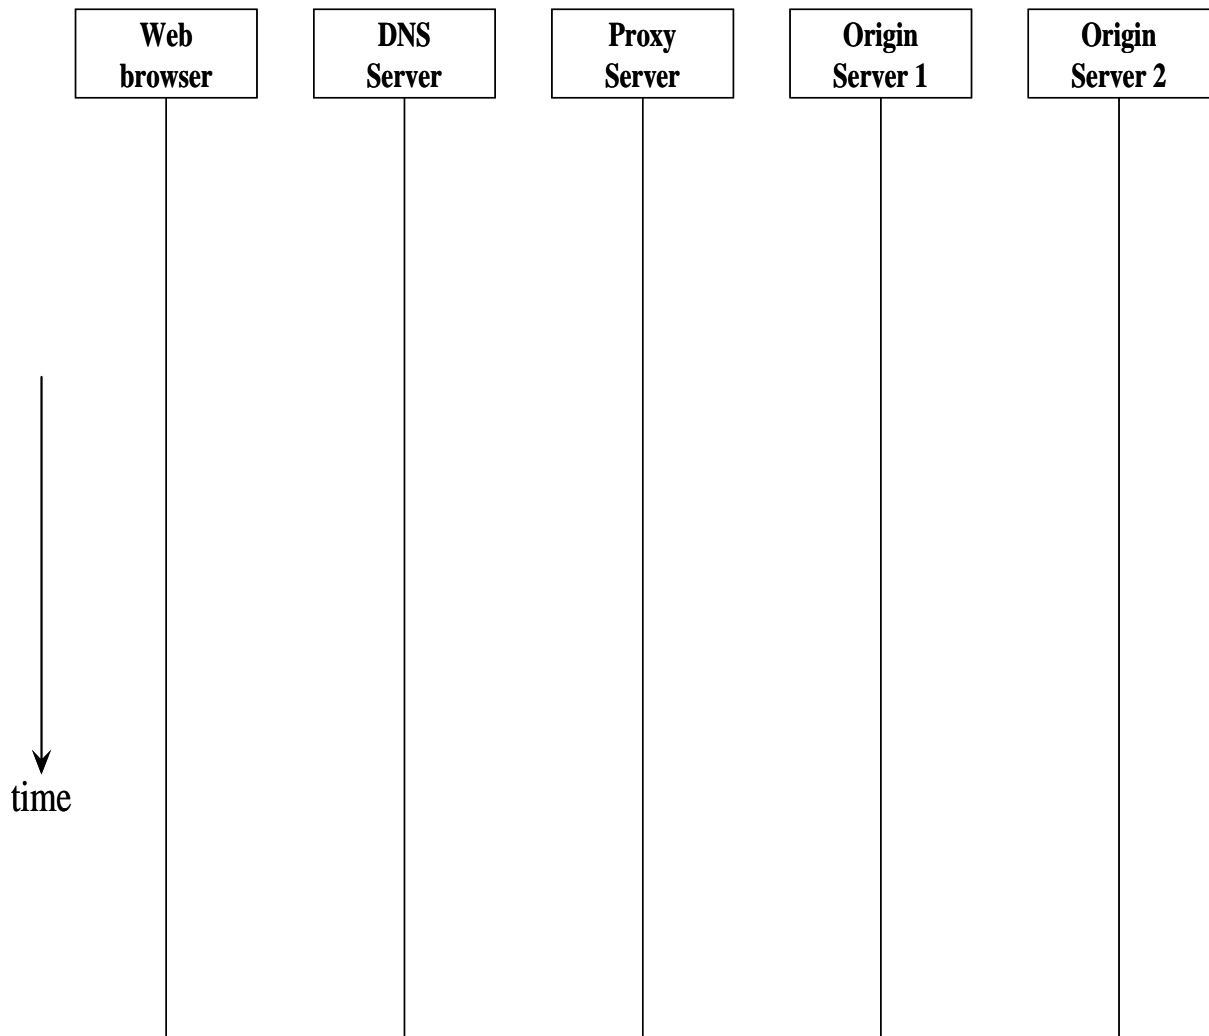 Web
browser
DNS
Server
Proxy
Server
Origin
Server 1
Origin
Server 2
time